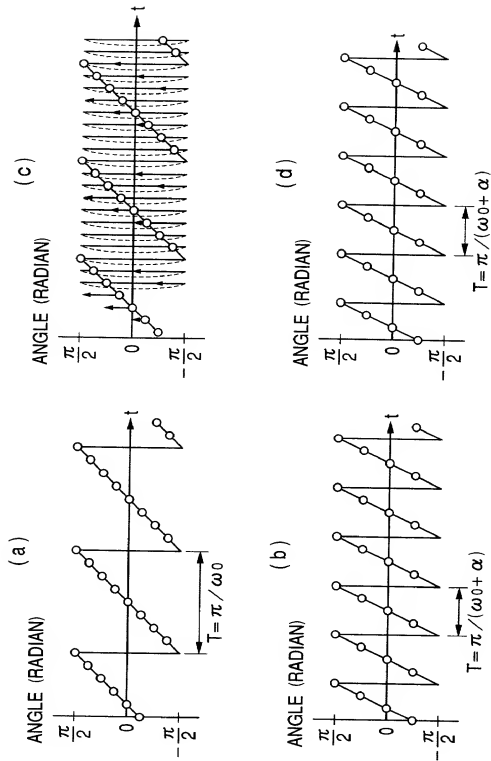 (a)
ANGLE (RADIAN)
π/2
0
-π/2
t
T=π/ω0
(b)
ANGLE (RADIAN)
π/2
0
-π/2
t
T=π/(ω0+α)
(c)
ANGLE (RADIAN)
π/2
0
-π/2
t
(d)
ANGLE (RADIAN)
π/2
0
-π/2
t
T=π/(ω0+α)